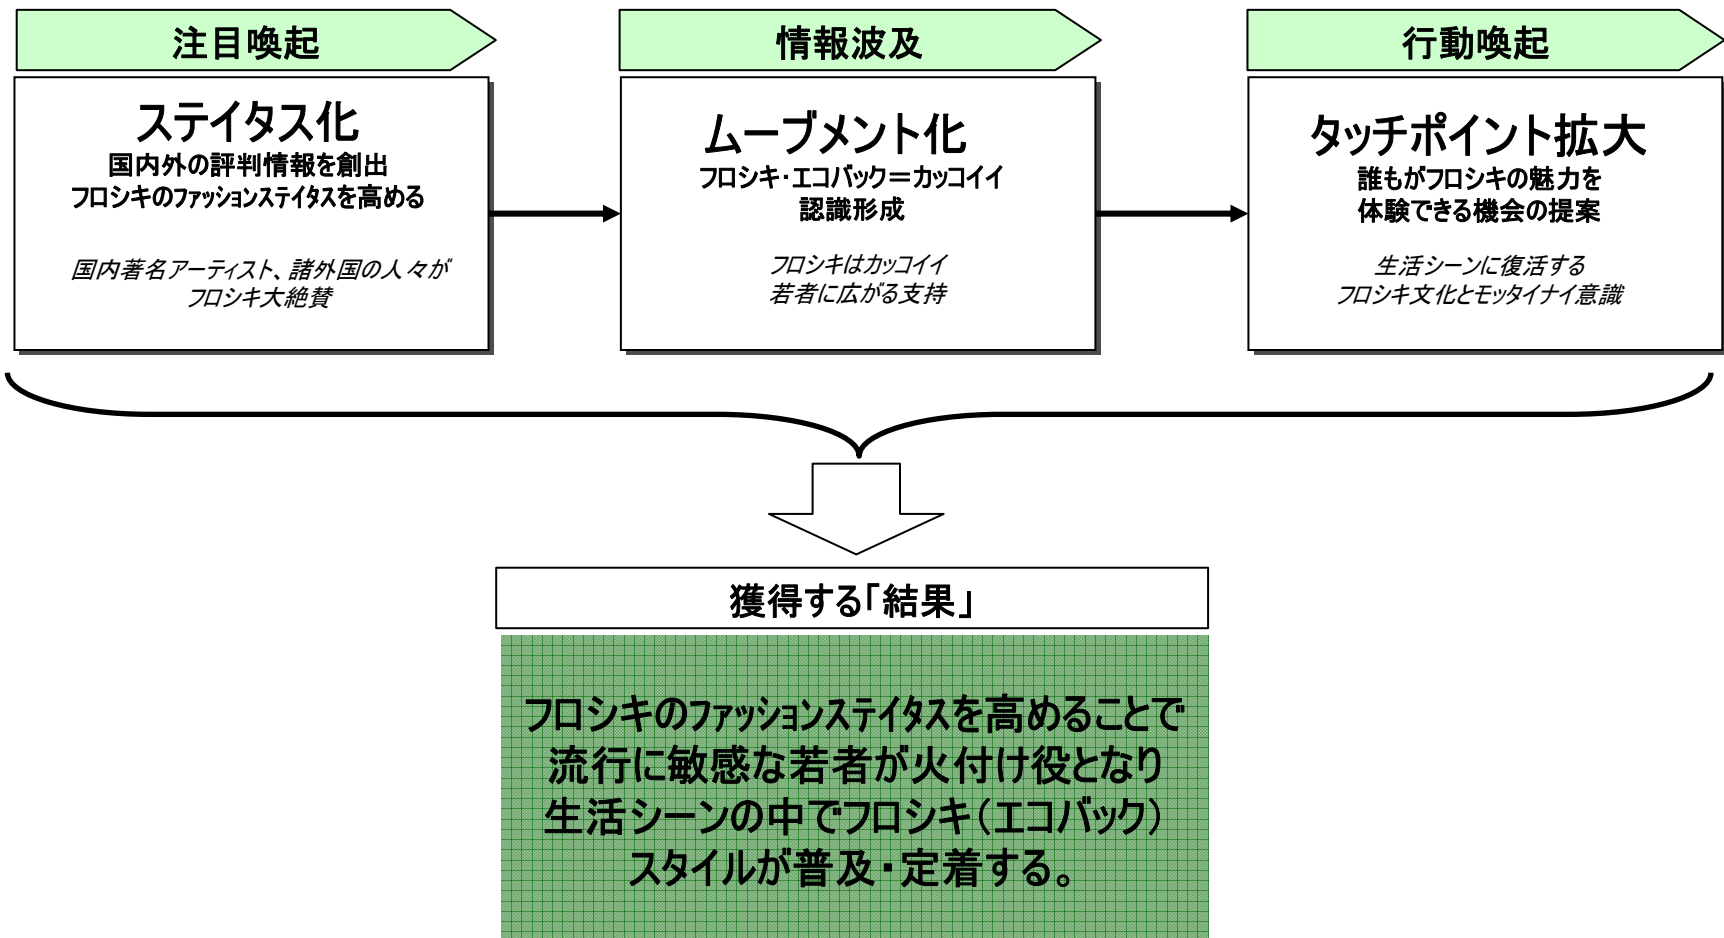 注目喚起
ステイタス化
国内外の評判情報を創出
フロシキのファッションステイタスを高める
国内著名アーティスト、諸外国の人々が
フロシキ大絶賛
情報波及
ムーブメント化
フロシキ・エコバック＝カッコイイ
認識形成
フロシキはカッコイイ
若者に広がる支持
行動喚起
タッチポイント拡大
誰もがフロシキの魅力を
体験できる機会の提案
生活シーンに復活する
フロシキ文化とモッタイナイ意識
獲得する「結果」
フロシキのファッションステイタスを高めることで
流行に敏感な若者が火付け役となり
生活シーンの中でフロシキ（エコバック）
スタイルが普及・定着する。